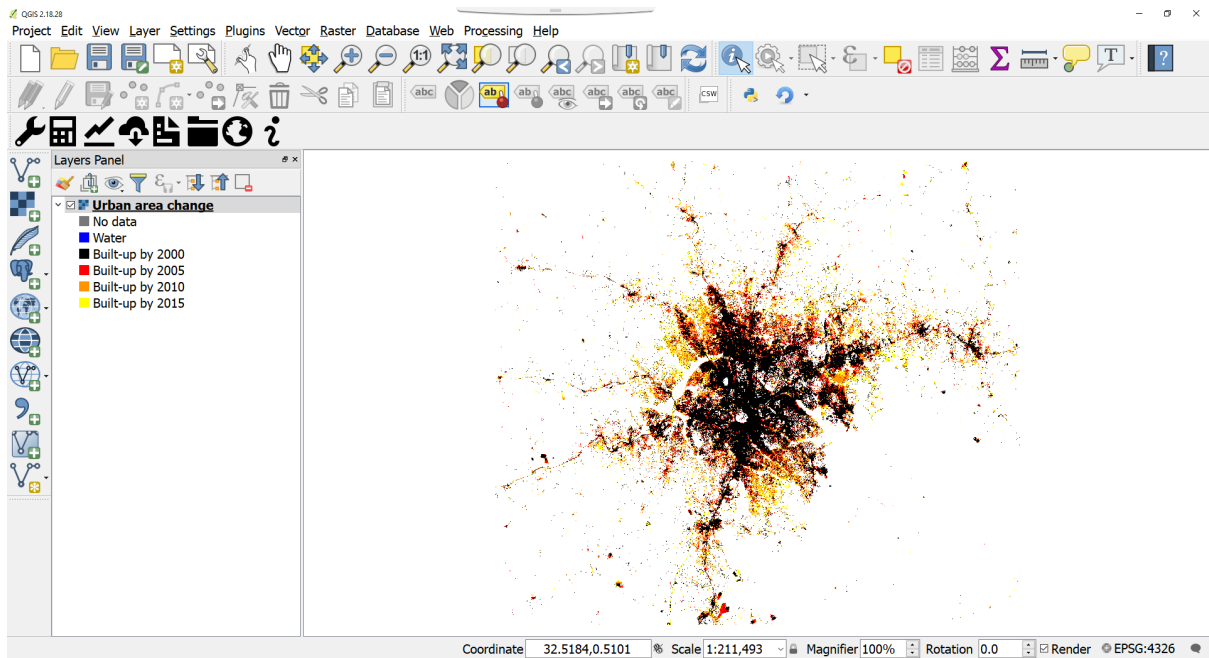 QGIS 2.18.28
Project Edit View Layer Settings Plugins Vector Raster Database Web Processing Help
1:1 T ?
abc ab abc abc abc abc abc CSW
Layers Panel
Urban area change
No data
Water
Built-up by 2000
Built-up by 2005
Built-up by 2010
Built-up by 2015
Coordinate 32.5184,0.5101 Scale 1:211,493 Magnifier 100% Rotation 0.0 Render EPSG:4326